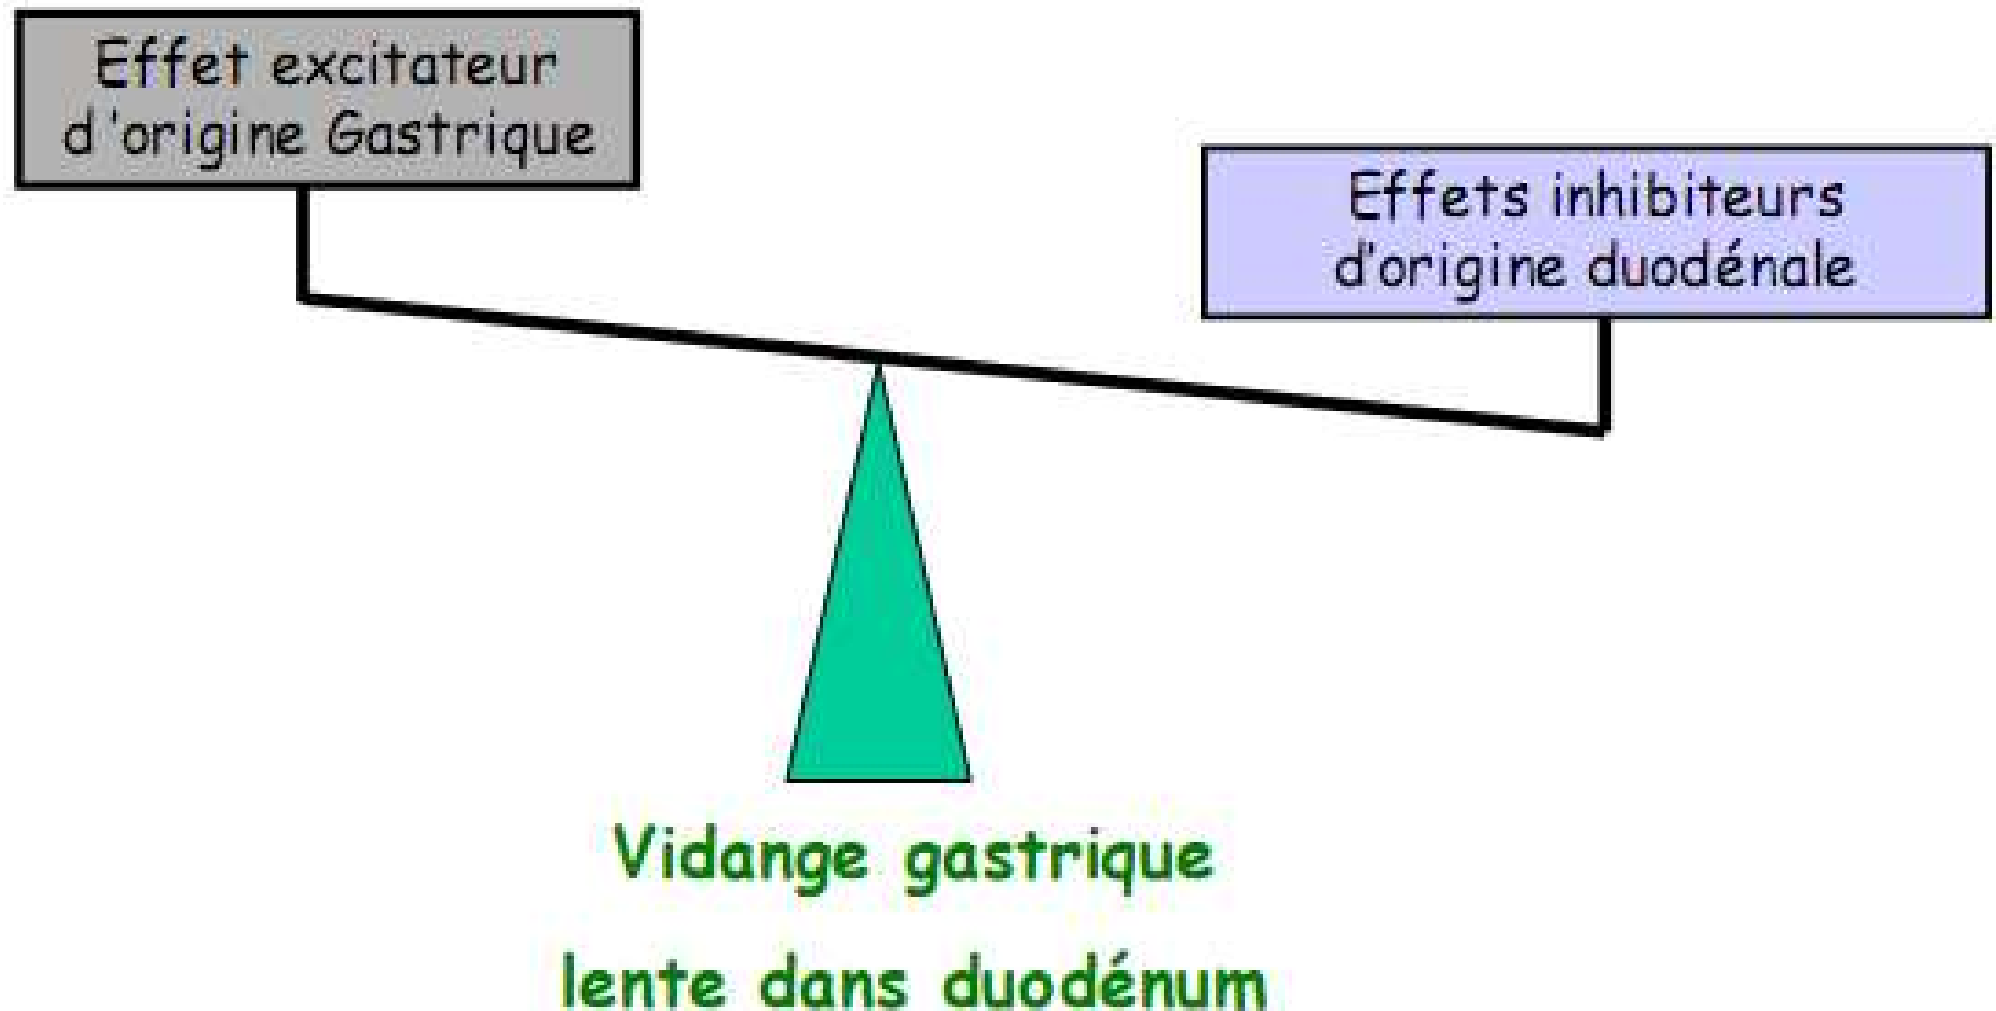 Effet excitateur
d'origine Gastrique
Effets inhibiteurs
d'origine duodénale
Vidange gastrique
lente dans duodénum